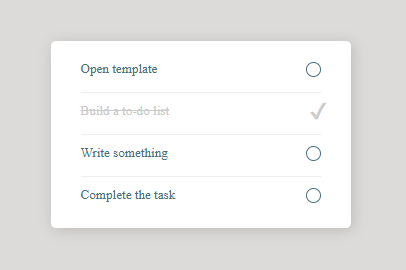 Open template
Build a to-do list
Write something
Complete the task